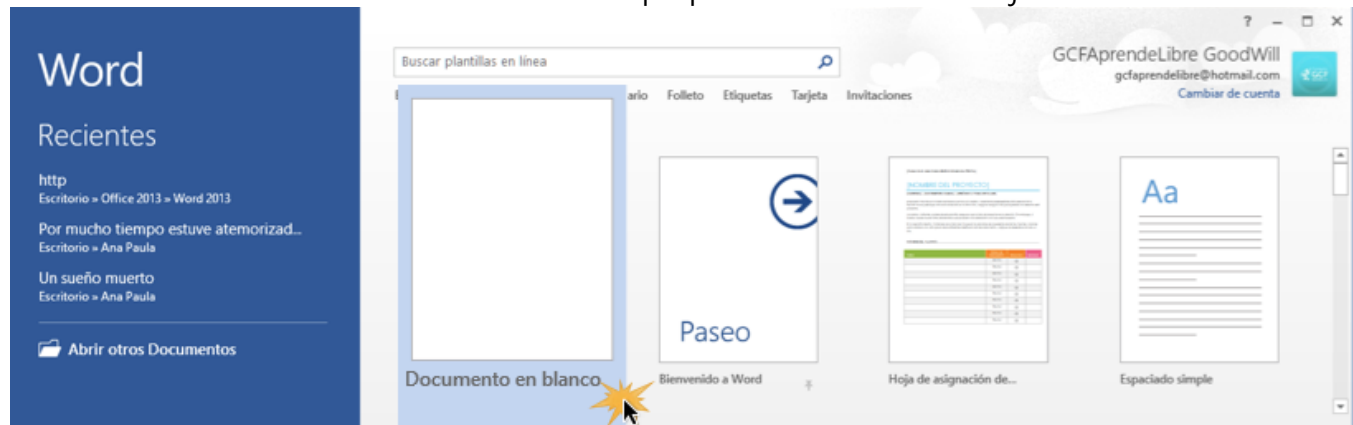 Word
Recientes
http
Escritorio » Office 2013 » Word 2013
Por mucho tiempo estuve atemorizad...
Escritorio » Ana Paula
Un sueño muerto
Escritorio » Ana Paula
Abrir otros Documentos
? – □ ×
Buscar plantillas en línea
GCFAprendeLibre GoodWill
gcfaprendelibre@hotmail.com
Cambiar de cuenta
Folleto Etiquetas Tarjeta Invitaciones
Documento en blanco
Paseo
Bienvenido a Word
[NOMBRE DEL PROYECTO]
Hoja de asignación de...
Aa
Espaciado simple